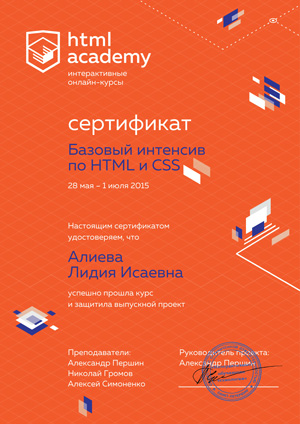 html
academy
интерактивные
онлайн-курсы
сертификат
Базовый интенсив
по HTML и CSS
28 мая – 1 июля 2015
Настоящим сертификатом
удостоверяем, что
Алиева
Лидия Исаевна
успешно прошла курс
и защитила выпускной проект
Преподаватели:
Александр Першин
Николай Громов
Алексей Симоненко
Руководитель проекта:
Александр Першин